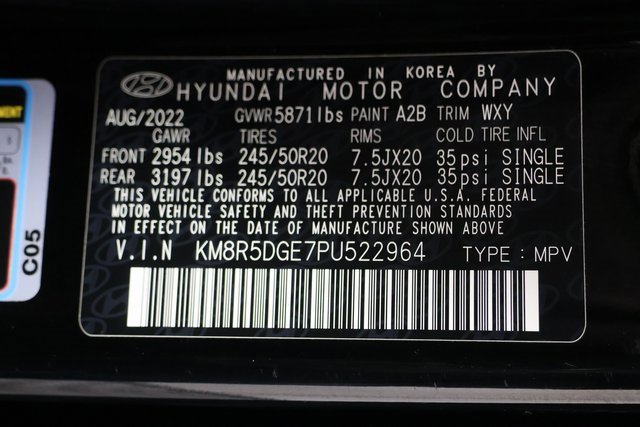 MANUFACTURED IN KOREA BY
HYUNDAI MOTOR COMPANY
AUG/2022 GVWR 5871lbs PAINT A2B TRIM WXY
GAWR TIRES RIMS COLD TIRE INFL
FRONT 2954 lbs 245/50R20 7.5JX20 35psi SINGLE
REAR 3197 lbs 245/50R20 7.5JX20 35psi SINGLE
THIS VEHICLE CONFORMS TO ALL APPLICABLE U.S.A. FEDERAL
MOTOR VEHICLE SAFETY AND THEFT PREVENTION STANDARDS
IN EFFECT ON THE DATE OF MANUFACTURE SHOWN ABOVE
V.I.N KM8R5DGE7PU522964 TYPE : MPV
C05